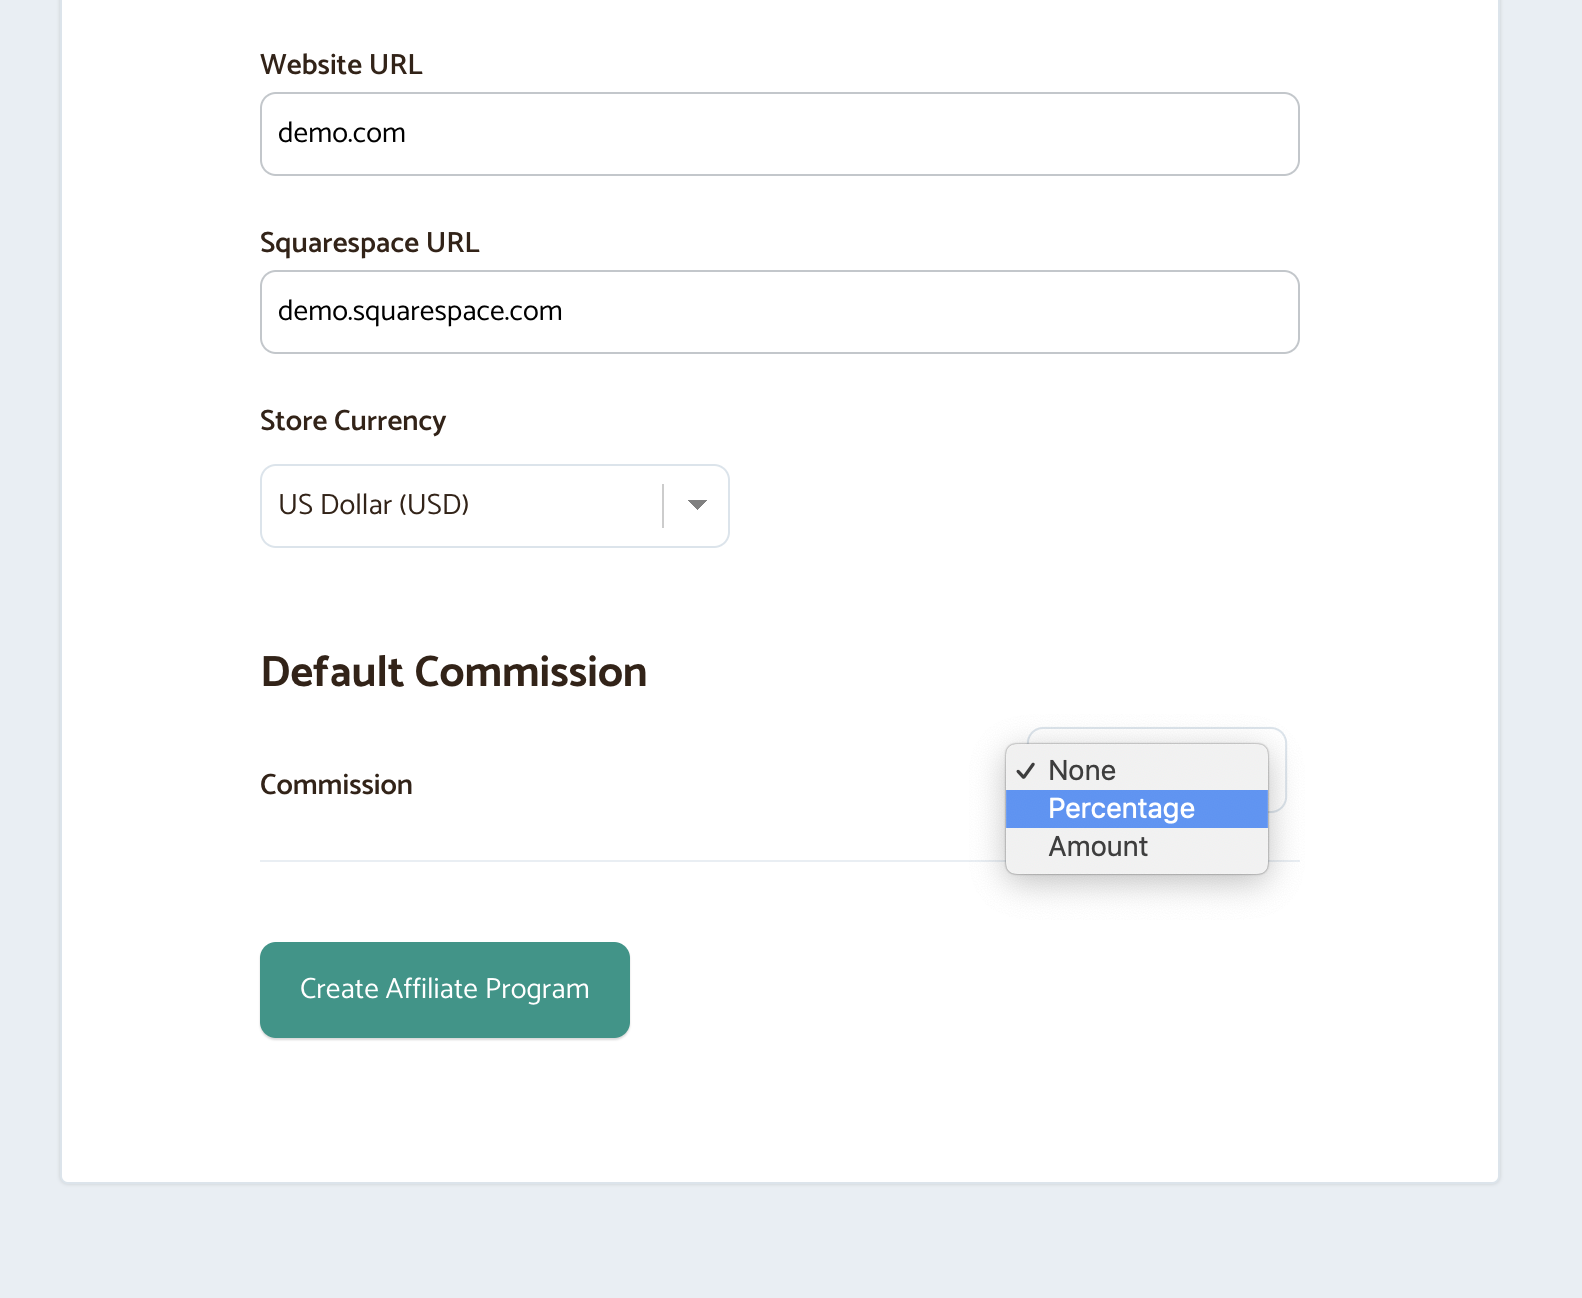 Website URL
demo.com
Squarespace URL
demo.squarespace.com
Store Currency
US Dollar (USD)
Default Commission
Commission
None
Percentage
Amount
Create Affiliate Program